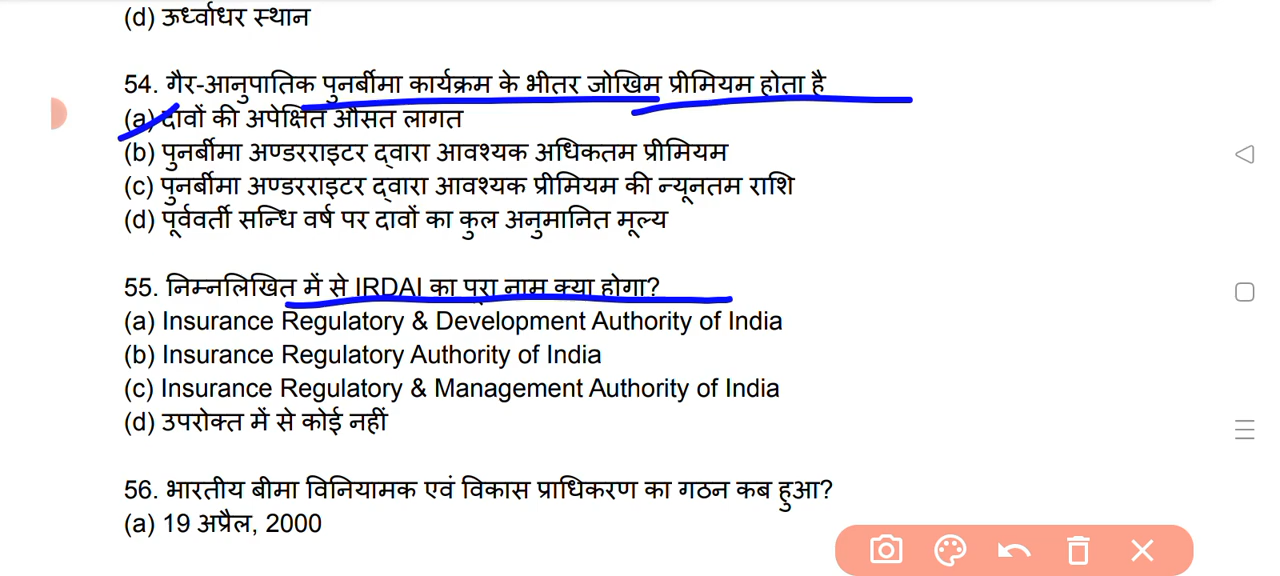 (d) ऊर्ध्वाधर स्थान
54. गैर-आनुपातिक पुनर्बीमा कार्यक्रम के भीतर जोखिम प्रीमियम होता है
(a) दावों की अपेक्षित औसत लागत
(b) पुनर्बीमा अण्डरराइटर द्वारा आवश्यक अधिकतम प्रीमियम
(c) पुनर्बीमा अण्डरराइटर द्वारा आवश्यक प्रीमियम की न्यूनतम राशि
(d) पूर्ववर्ती सन्धि वर्ष पर दावों का कुल अनुमानित मूल्य
55. निम्नलिखित में से IRDAI का पूरा नाम क्या होगा?
(a) Insurance Regulatory & Development Authority of India
(b) Insurance Regulatory Authority of India
(c) Insurance Regulatory & Management Authority of India
(d) उपरोक्त में से कोई नहीं
56. भारतीय बीमा विनियामक एवं विकास प्राधिकरण का गठन कब हुआ?
(a) 19 अप्रैल, 2000